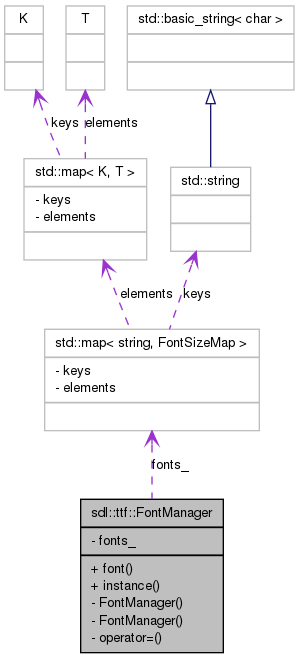 K
T
std::basic_string< char >
keys
elements
std::map< K, T >
- keys
- elements
std::string
elements
keys
std::map< string, FontSizeMap >
- keys
- elements
fonts_
sdl::ttf::FontManager
- fonts_
+ font()
+ instance()
- FontManager()
- FontManager()
- operator=()